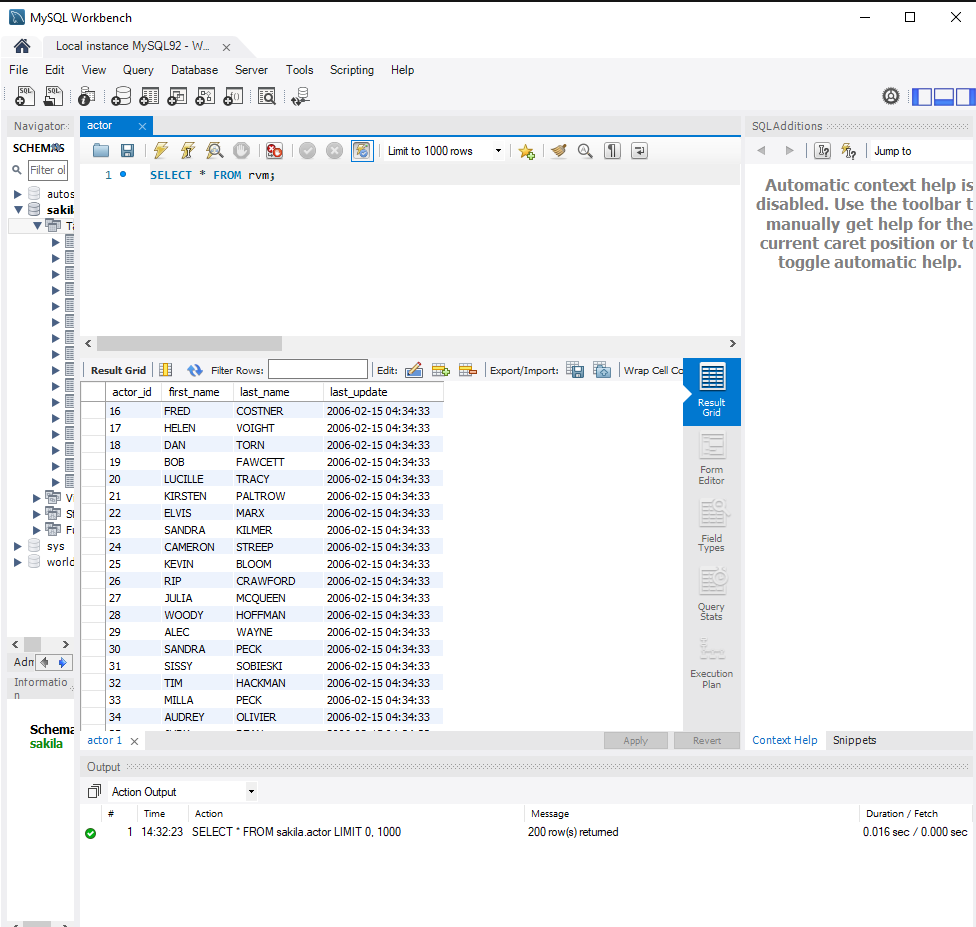 MySQL Workbench
Local instance MySQL92 - W...
File Edit View Query Database Server Tools Scripting Help
Navigator
SCHEMAS
Filter ol
autos
sakil
Ta
V
St
Fu
sys
world
Adn
Informatio
n
Schema
sakila
actor
Limit to 1000 rows
1 SELECT * FROM rvm;
Result Grid Filter Rows: Edit: Export/Import: Wrap Cell Co
actor_id first_name last_name last_update
16 FRED COSTNER 2006-02-15 04:34:33
17 HELEN VOIGHT 2006-02-15 04:34:33
18 DAN TORN 2006-02-15 04:34:33
19 BOB FAWCETT 2006-02-15 04:34:33
20 LUCILLE TRACY 2006-02-15 04:34:33
21 KIRSTEN PALTROW 2006-02-15 04:34:33
22 ELVIS MARX 2006-02-15 04:34:33
23 SANDRA KILMER 2006-02-15 04:34:33
24 CAMERON STREEP 2006-02-15 04:34:33
25 KEVIN BLOOM 2006-02-15 04:34:33
26 RIP CRAWFORD 2006-02-15 04:34:33
27 JULIA MCQUEEN 2006-02-15 04:34:33
28 WOODY HOFFMAN 2006-02-15 04:34:33
29 ALEC WAYNE 2006-02-15 04:34:33
30 SANDRA PECK 2006-02-15 04:34:33
31 SISSY SOBIESKI 2006-02-15 04:34:33
32 TIM HACKMAN 2006-02-15 04:34:33
33 MILLA PECK 2006-02-15 04:34:33
34 AUDREY OLIVIER 2006-02-15 04:34:33
Result
Grid
Form
Editor
Field
Types
Query
Stats
Execution
Plan
actor 1
Apply Revert
SQLAdditions
Jump to
Automatic context help is
disabled. Use the toolbar t
manually get help for the
current caret position or to
toggle automatic help.
Context Help Snippets
Output
Action Output
# Time Action Message Duration / Fetch
1 14:32:23 SELECT * FROM sakila.actor LIMIT 0, 1000 200 row(s) returned 0.016 sec / 0.000 sec